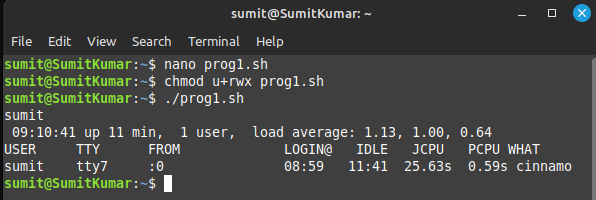 sumit@SumitKumar: ~
File Edit View Search Terminal Help
sumit@SumitKumar:~$ nano prog1.sh
sumit@SumitKumar:~$ chmod u+rwx prog1.sh
sumit@SumitKumar:~$ ./prog1.sh
sumit
 09:10:41 up 11 min,  1 user,  load average: 1.13, 1.00, 0.64
USER     TTY      FROM             LOGIN@   IDLE   JCPU   PCPU WHAT
sumit    tty7     :0               08:59   11:41  25.63s  0.59s cinnamo
sumit@SumitKumar:~$